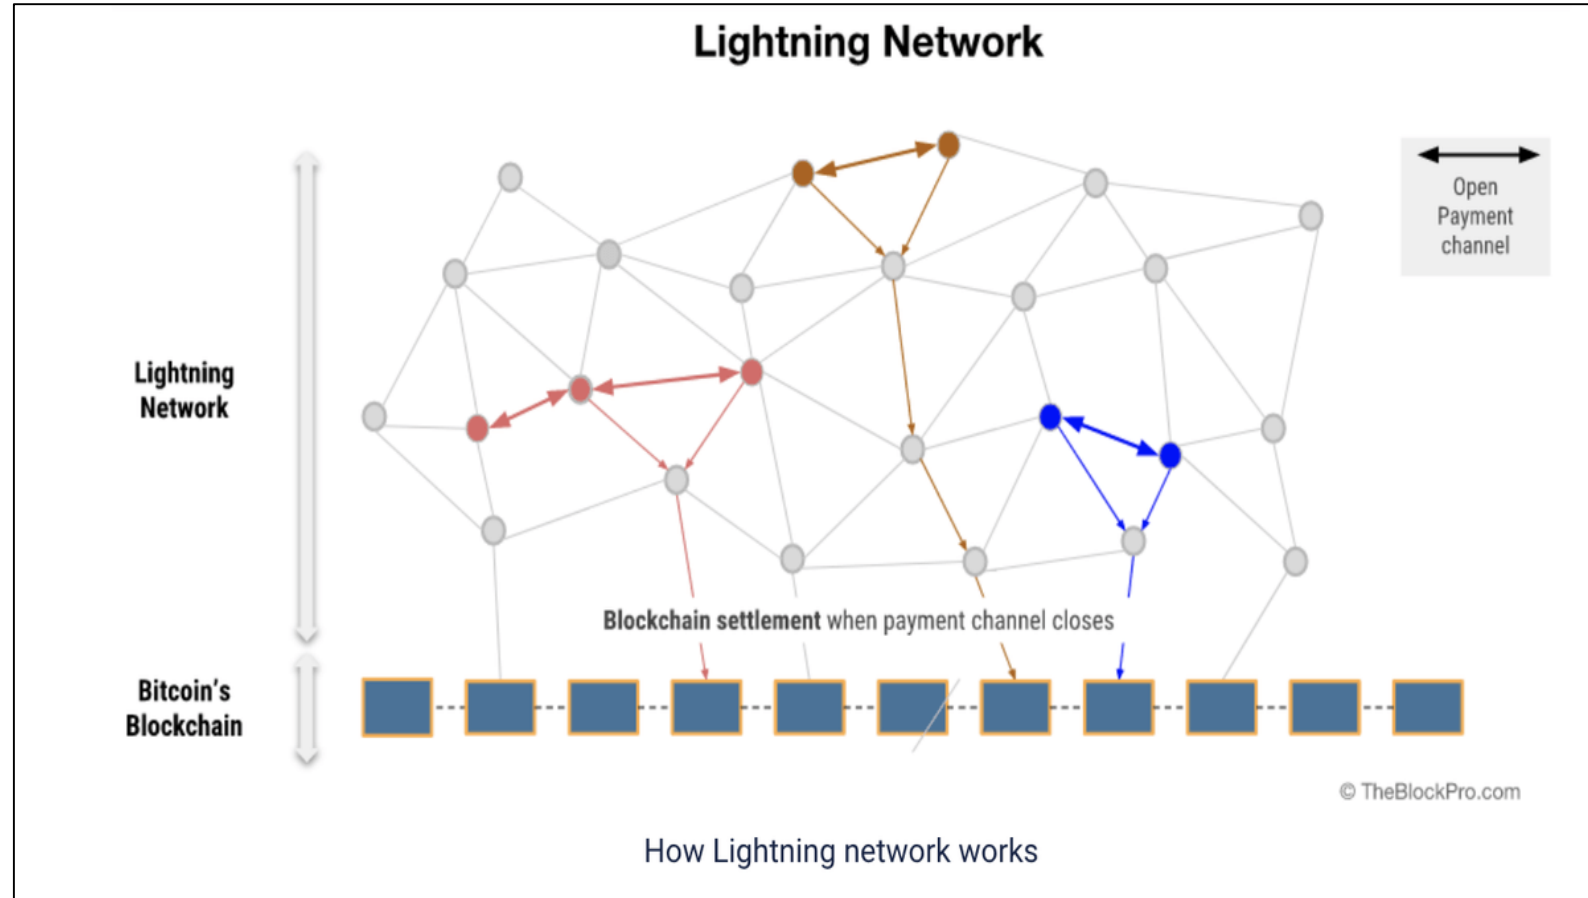 Lightning Network
Open
Payment
channel
Lightning
Network
Blockchain settlement when payment channel closes
Bitcoin's
Blockchain
© TheBlockPro.com
How Lightning network works